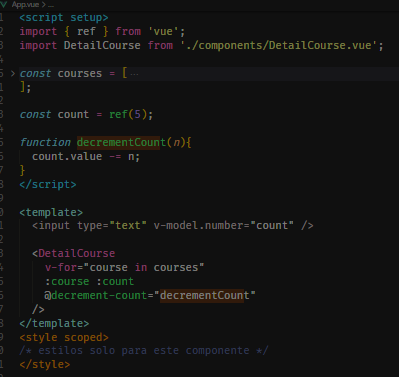 App.vue > ...
<script setup>
import { ref } from 'vue';
import DetailCourse from './components/DetailCourse.vue';
const courses = [ ...
];
const count = ref(5);
function decrementCount(n){
count.value -= n;
}
</script>
<template>
<input type="text" v-model.number="count" />
<DetailCourse
v-for="course in courses"
:course :count
@decrement-count="decrementCount"
/>
</template>
<style scoped>
/* estilos solo para este componente */
</style>